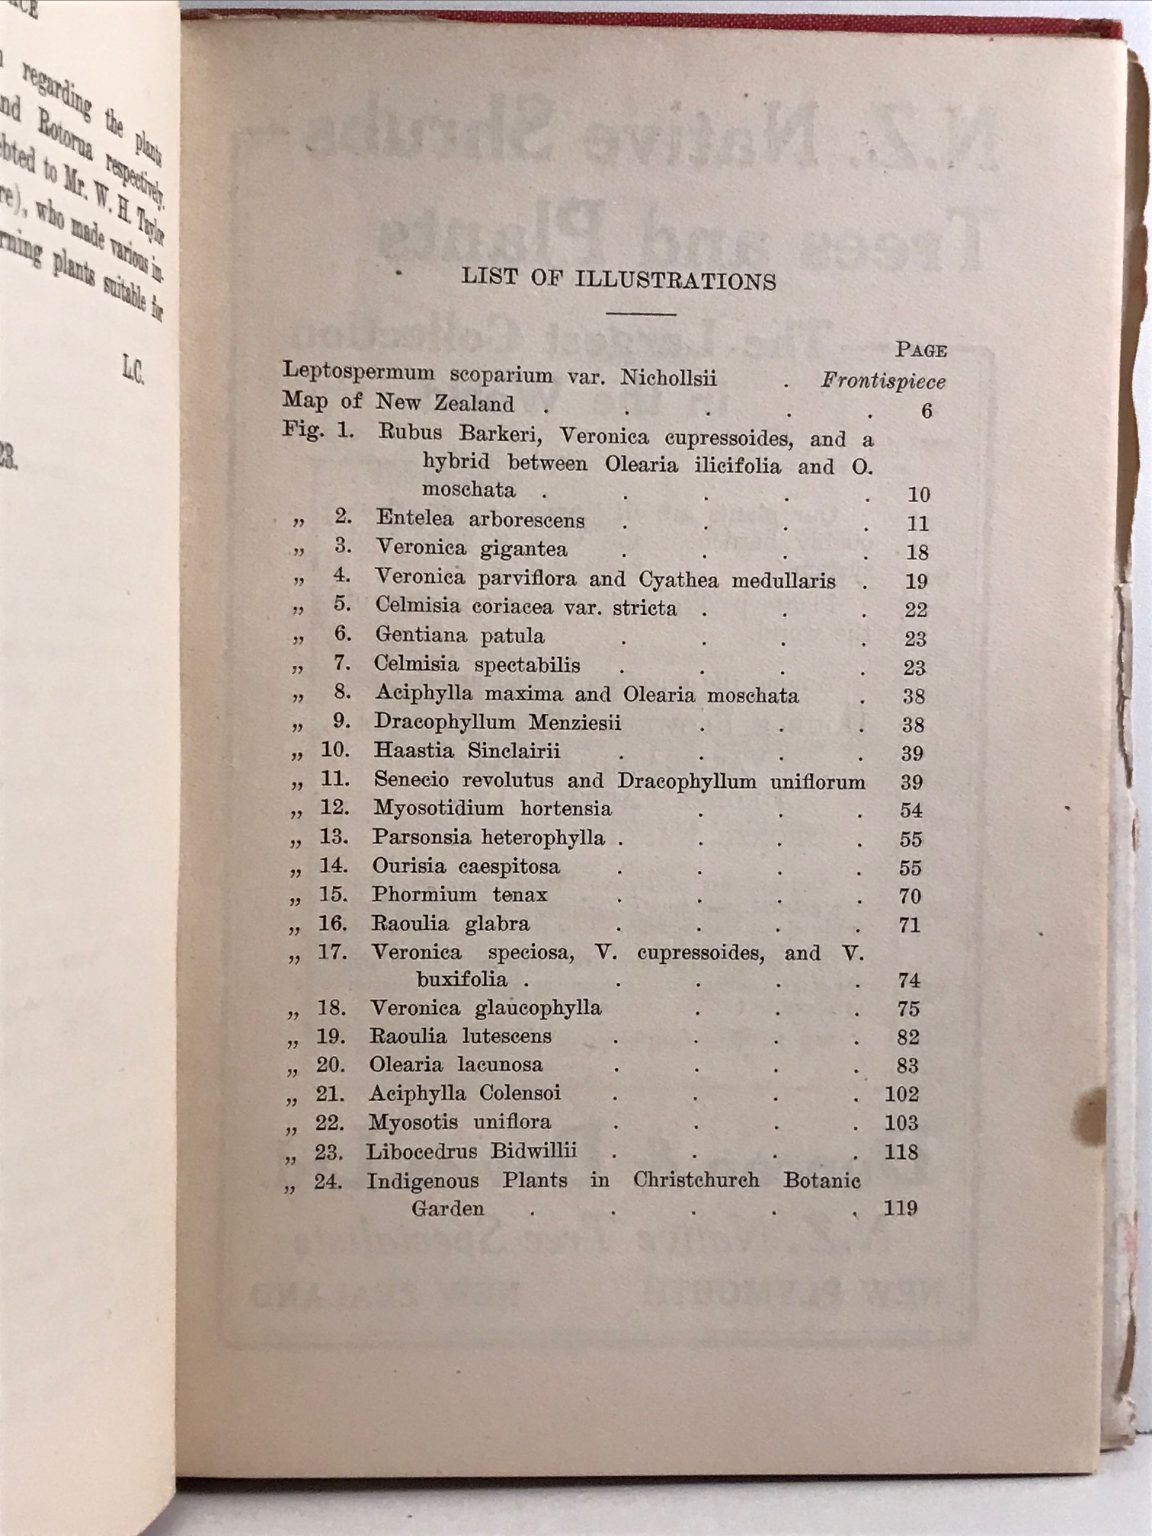 regarding the plants
nd Rotorua respectively.
ebted to Mr. W. H. Taylor
re), who made various im-
rning plants suitable for
L.C.
23.
LIST OF ILLUSTRATIONS
PAGE
Leptospermum scoparium var. Nichollsii . Frontispiece
Map of New Zealand . . . . . 6
Fig. 1. Rubus Barkeri, Veronica cupressoides, and a
hybrid between Olearia ilicifolia and O.
moschata . . . . . 10
„ 2. Entelea arborescens . . . . 11
„ 3. Veronica gigantea . . . . 18
„ 4. Veronica parviflora and Cyathea medullaris . 19
„ 5. Celmisia coriacea var. stricta . . . 22
„ 6. Gentiana patula . . . . 23
„ 7. Celmisia spectabilis . . . . 23
„ 8. Aciphylla maxima and Olearia moschata . 38
„ 9. Dracophyllum Menziesii . . . 38
„ 10. Haastia Sinclairii . . . . 39
„ 11. Senecio revolutus and Dracophyllum uniflorum 39
„ 12. Myosotidium hortensia . . . 54
„ 13. Parsonsia heterophylla . . . . 55
„ 14. Ourisia caespitosa . . . . 55
„ 15. Phormium tenax . . . . 70
„ 16. Raoulia glabra . . . . 71
„ 17. Veronica speciosa, V. cupressoides, and V.
buxifolia . . . . . 74
„ 18. Veronica glaucophylla . . . 75
„ 19. Raoulia lutescens . . . . 82
„ 20. Olearia lacunosa . . . . 83
„ 21. Aciphylla Colensoi . . . . 102
„ 22. Myosotis uniflora . . . . 103
„ 23. Libocedrus Bidwillii . . . . 118
„ 24. Indigenous Plants in Christchurch Botanic
Garden . . . . . 119